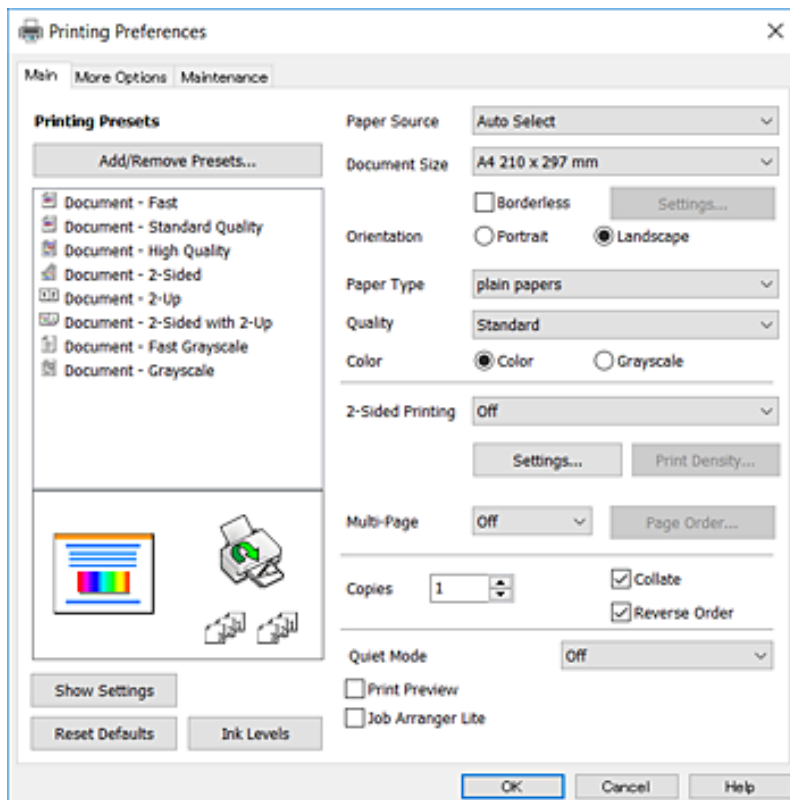 Printing Preferences
Main More Options Maintenance
Printing Presets
Add/Remove Presets...
Document - Fast
Document - Standard Quality
Document - High Quality
Document - 2-Sided
Document - 2-Up
Document - 2-Sided with 2-Up
Document - Fast Grayscale
Document - Grayscale
Show Settings
Reset Defaults Ink Levels
Paper Source Auto Select
Document Size A4 210 x 297 mm
Borderless Settings...
Orientation Portrait Landscape
Paper Type plain papers
Quality Standard
Color Color Grayscale
2-Sided Printing Off
Settings... Print Density...
Multi-Page Off Page Order...
Copies 1 Collate
Reverse Order
Quiet Mode Off
Print Preview
Job Arranger Lite
OK Cancel Help